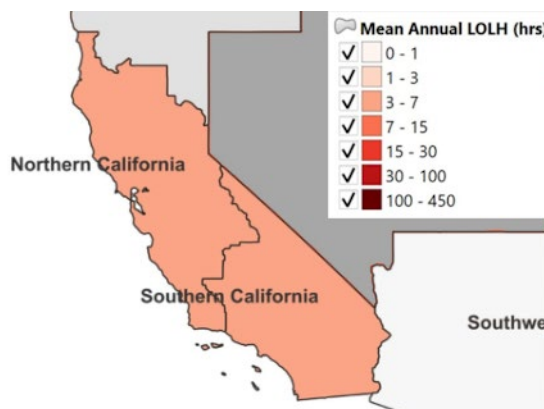 Mean Annual LOLH (hrs)
0 - 1
1 - 3
3 - 7
7 - 15
15 - 30
30 - 100
100 - 450
Northern California
Southern California
Southwe